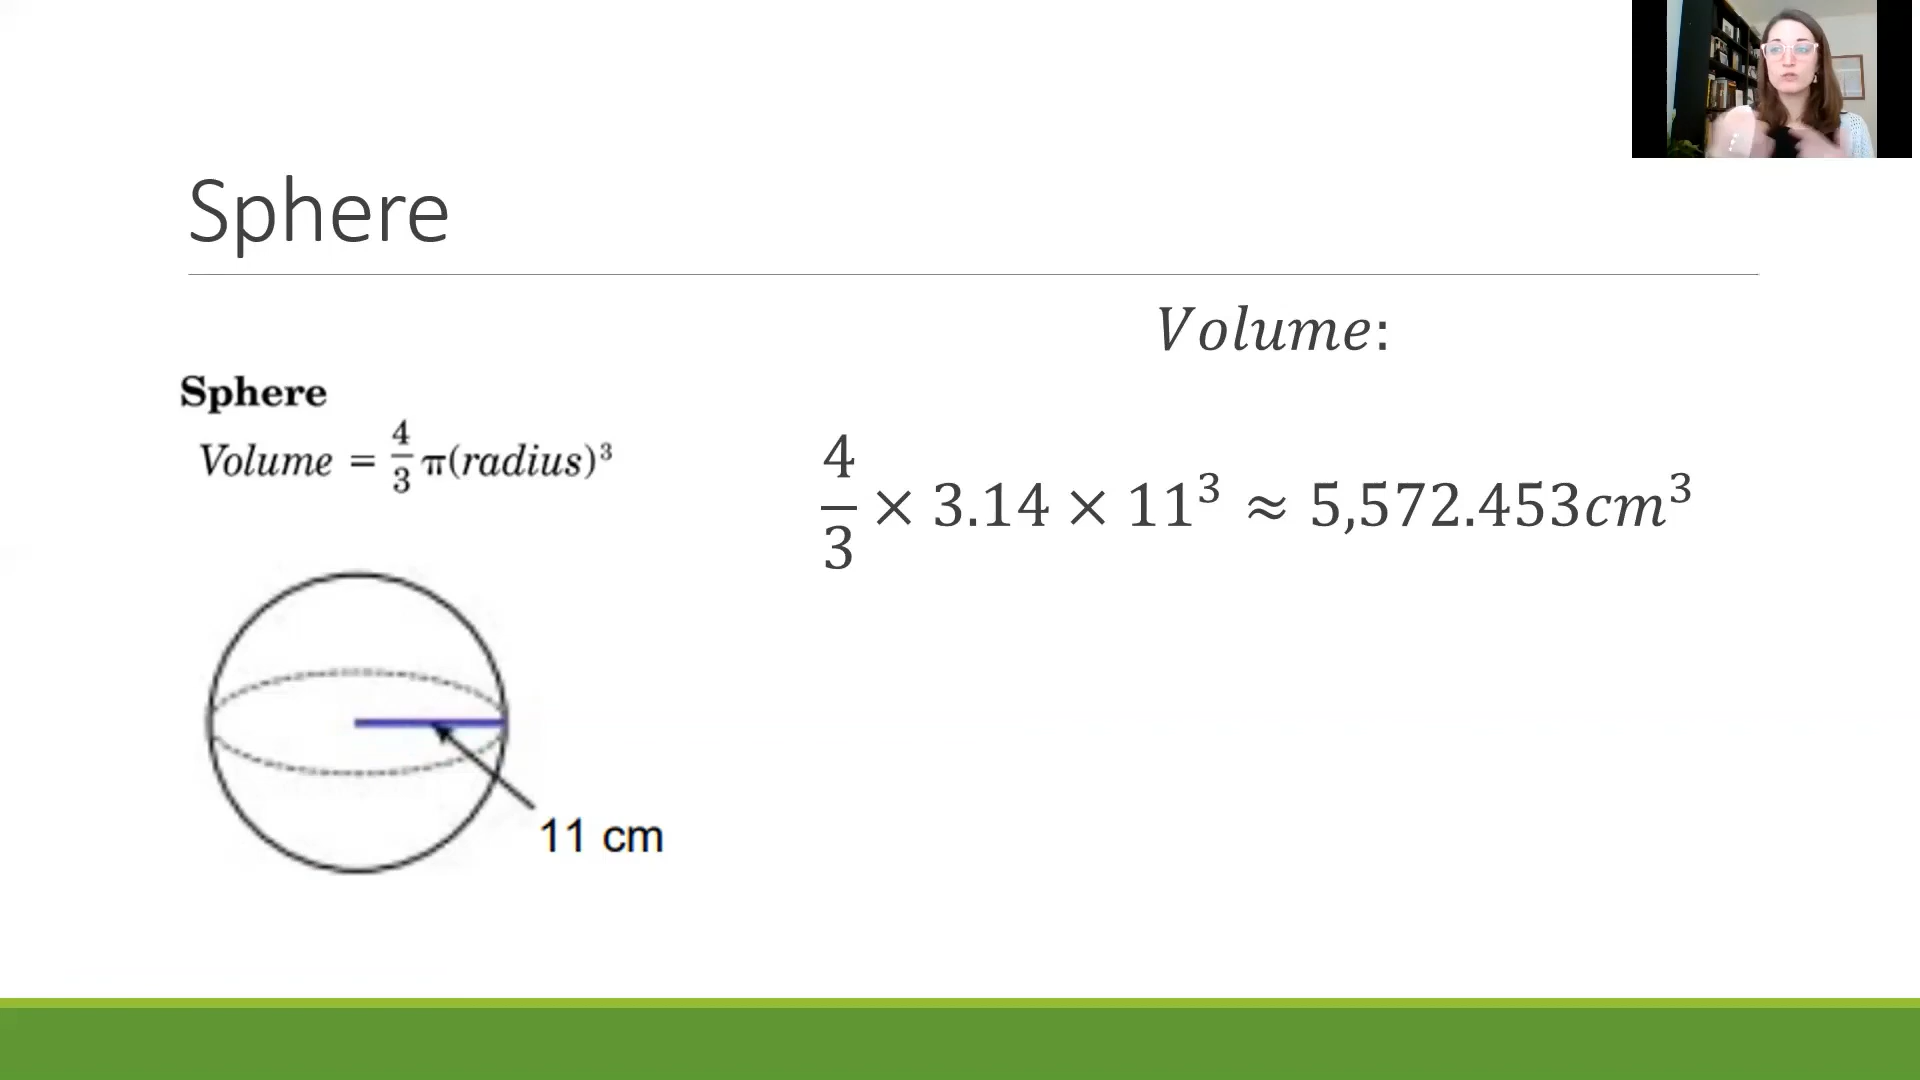 Sphere
Sphere
Volume = 4/3 π(radius)³
11 cm
Volume:
4/3 × 3.14 × 11³ ≈ 5,572.453cm³